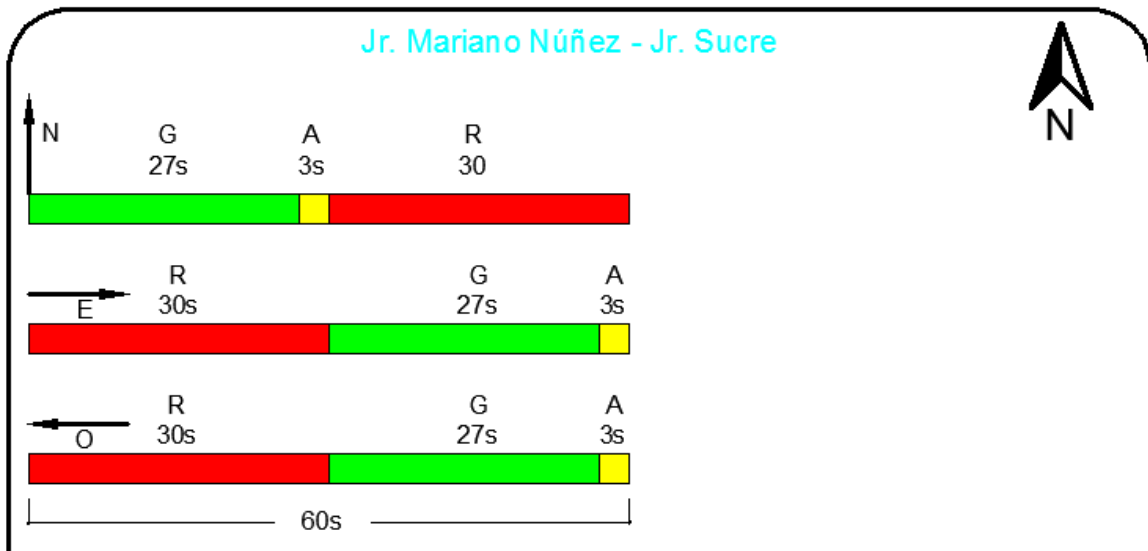 Jr. Mariano Núñez - Jr. Sucre
N
N
G A R
27s 3s 30
R G A
E
30s 27s 3s
R G A
O
30s 27s 3s
60s